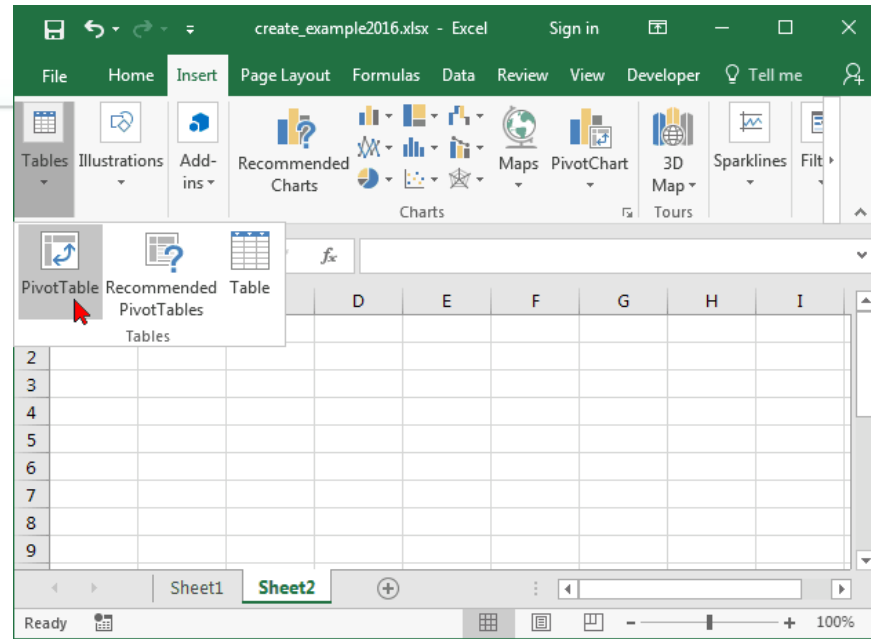 create_example2016.xlsx - Excel Sign in
File Home Insert Page Layout Formulas Data Review View Developer Tell me
Tables Illustrations Add-ins Recommended Charts Maps PivotChart 3D Map Sparklines
Charts Tours
PivotTable Recommended PivotTables Table
Tables
fx
D E F G H I
2
3
4
5
6
7
8
9
Sheet1 Sheet2
Ready 100%